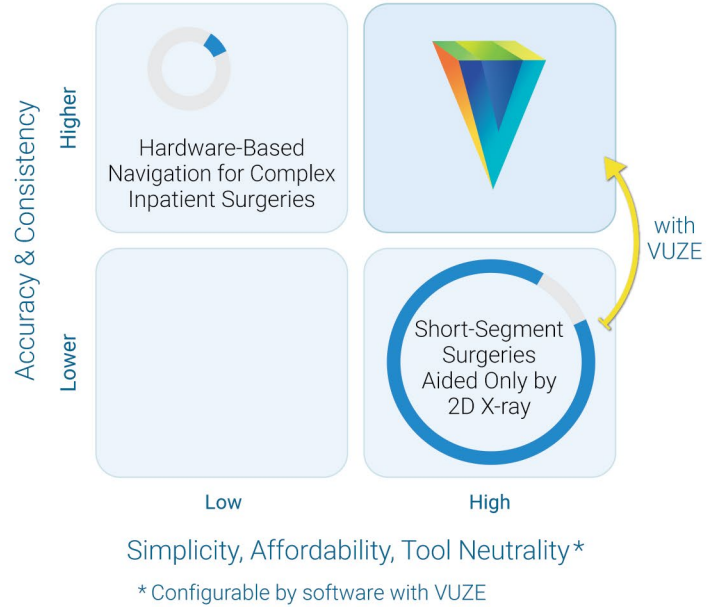 Accuracy & Consistency
Higher
Lower
Hardware-Based
Navigation for Complex
Inpatient Surgeries
with
VUZE
Short-Segment
Surgeries
Aided Only by
2D X-ray
Low
High
Simplicity, Affordability, Tool Neutrality*
* Configurable by software with VUZE